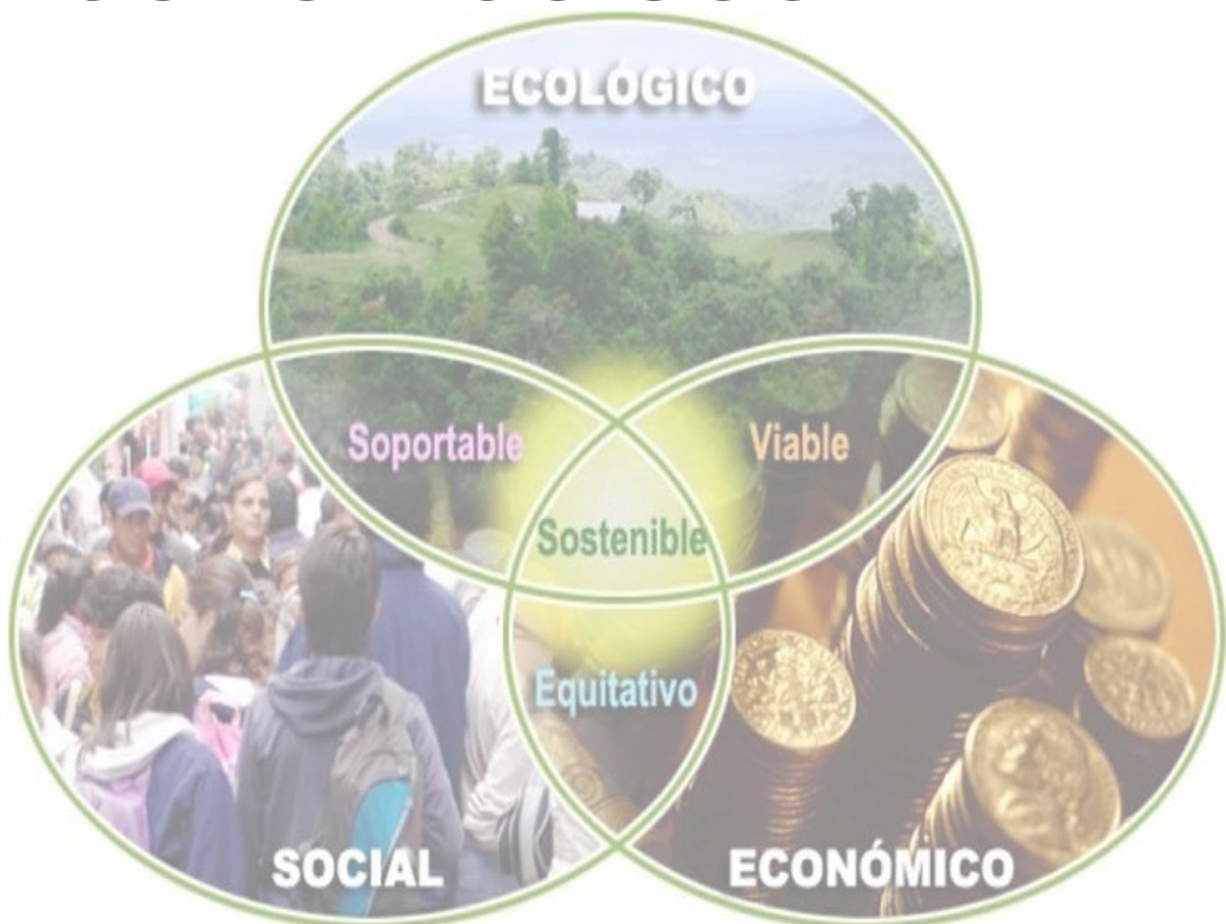 ECOLÓGICO
Soportable
Viable
Sostenible
Equitativo
SOCIAL
ECONÓMICO